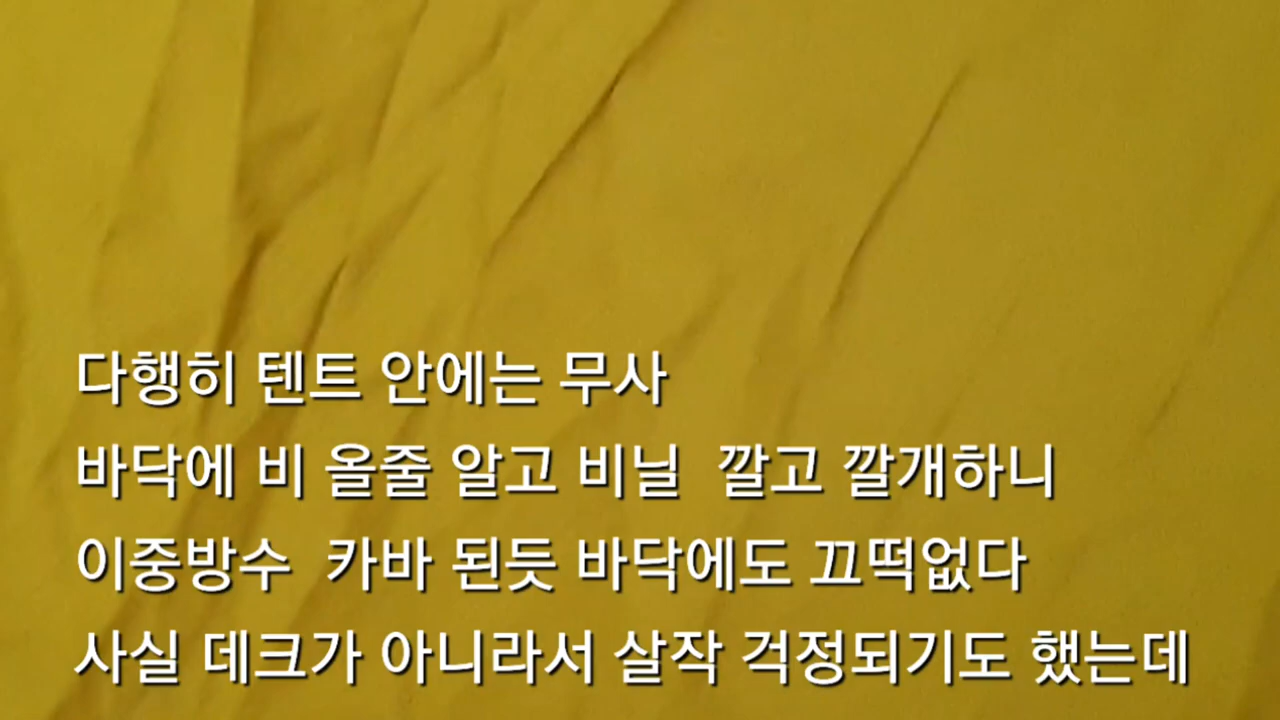 다행히 텐트 안에는 무사
바닥에 비 올줄 알고 비닐 깔고 깔개하니
이중방수 카바 된듯 바닥에도 끄떡없다
사실 데크가 아니라서 살작 걱정되기도 했는데